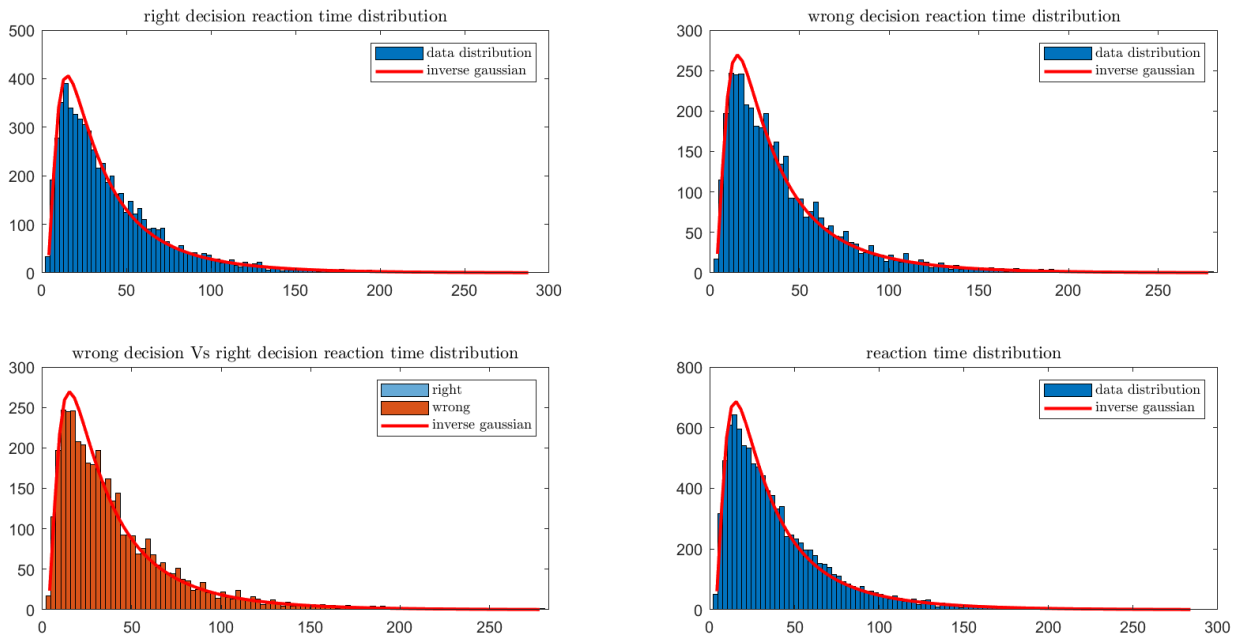 right decision reaction time distribution
500
400
300
200
100
0
0 50 100 150 200 250 300
data distribution
inverse gaussian
wrong decision reaction time distribution
300
250
200
150
100
50
0
0 50 100 150 200 250
data distribution
inverse gaussian
wrong decision Vs right decision reaction time distribution
300
250
200
150
100
50
0
0 50 100 150 200 250
right
wrong
inverse gaussian
reaction time distribution
800
600
400
200
0
0 50 100 150 200 250 300
data distribution
inverse gaussian